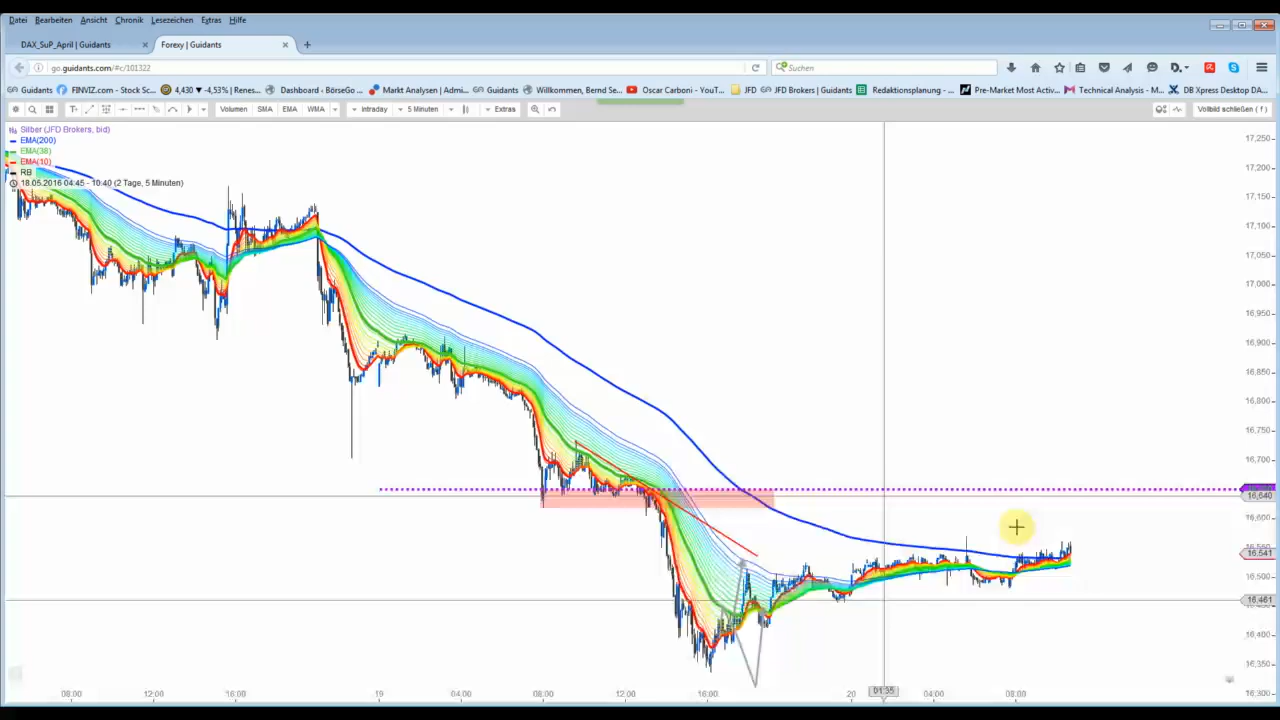 Datei Bearbeiten Ansicht Chronik Lesezeichen Extras Hilfe
DAX_SuP_April | Guidants × Forexy | Guidants × +
go.guidants.com/#c/101322 Suchen
Guidants FINVIZ.com - Stock Sc... 4,430 -4,53% | Renes... Dashboard - BörseGo ... Markt Analysen | Admi... Guidants Willkommen, Bernd Se... Oscar Carboni - YouT... JFD JFD Brokers | Guidants Redaktionsplanung - ... Pre-Market Most Activ... Technical Analysis - M... DB Xpress Desktop DA...
Volumen SMA EMA WMA Intraday 5 Minuten Extras Vollbild schließen ( f )
Silber (JFD Brokers, bid)
EMA(200)
EMA(38)
EMA(10)
RB
18.05.2016 04:45 - 10:40 (2 Tage, 5 Minuten)
17,250
17,200
17,150
17,100
17,050
17,000
16,950
16,900
16,850
16,800
16,750
16,700
16,640
16,600
16,541
16,500
16,461
16,400
16,350
16,300
08:00 12:00 16:00 19 04:00 08:00 12:00 16:00 20 01:35 04:00 08:00